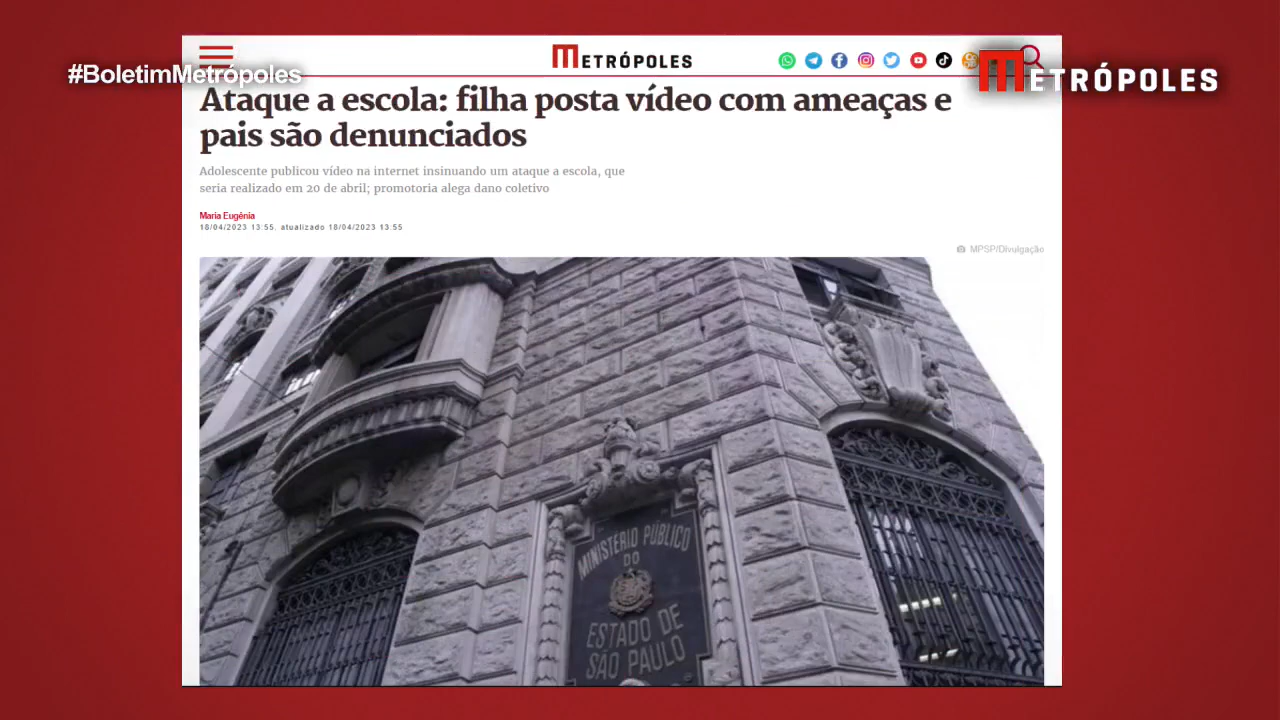 METRÓPOLES
#BoletimMetrópoles
METRÓPOLES
Ataque a escola: filha posta vídeo com ameaças e
pais são denunciados
Adolescente publicou vídeo na internet insinuando um ataque a escola, que
seria realizado em 20 de abril; promotoria alega dano coletivo
Maria Eugênia
18/04/2023 13:55, atualizado 18/04/2023 13:55
MPSP/Divulgação
MINISTÉRIO PÚBLICO
DO
ESTADO DE
SÃO PAULO